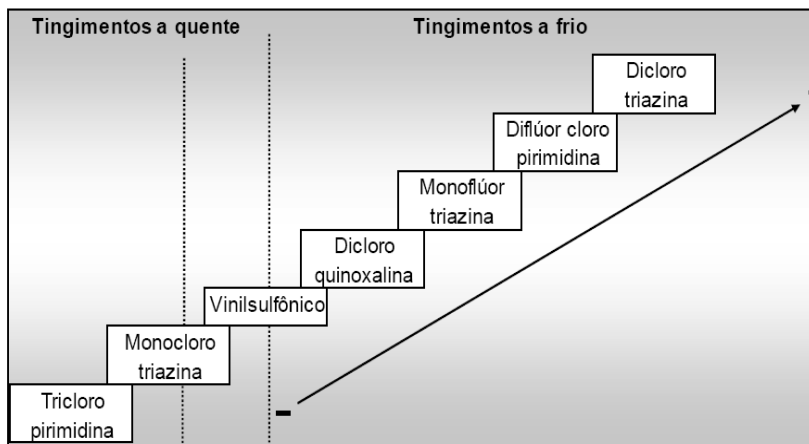 Tingimentos a quente
Tingimentos a frio
Dicloro
triazina
Diflúor cloro
pirimidina
Monoflúor
triazina
Dicloro
quinoxalina
Vinilsulfônico
Monocloro
triazina
Tricloro
pirimidina
-